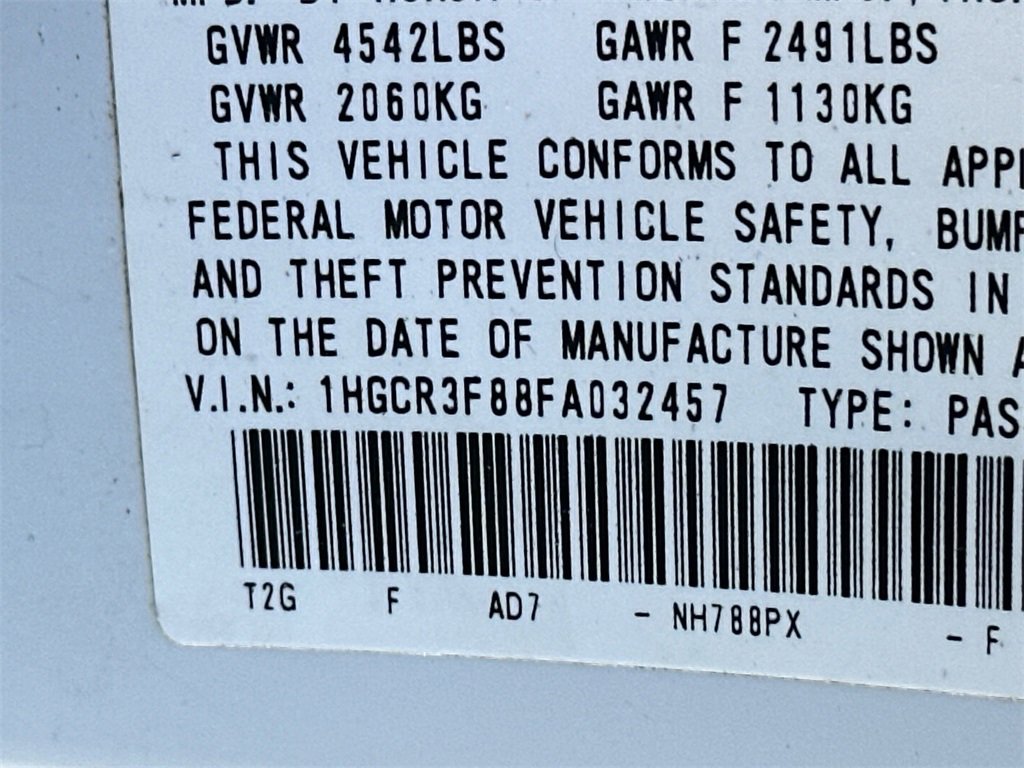 GVWR 4542LBS GAWR F 2491LBS
GVWR 2060KG GAWR F 1130KG
THIS VEHICLE CONFORMS TO ALL APPL
FEDERAL MOTOR VEHICLE SAFETY, BUMP
AND THEFT PREVENTION STANDARDS IN
ON THE DATE OF MANUFACTURE SHOWN A
V.I.N.: 1HGCR3F88FA032457 TYPE: PAS
T2G F AD7 - NH788PX - F